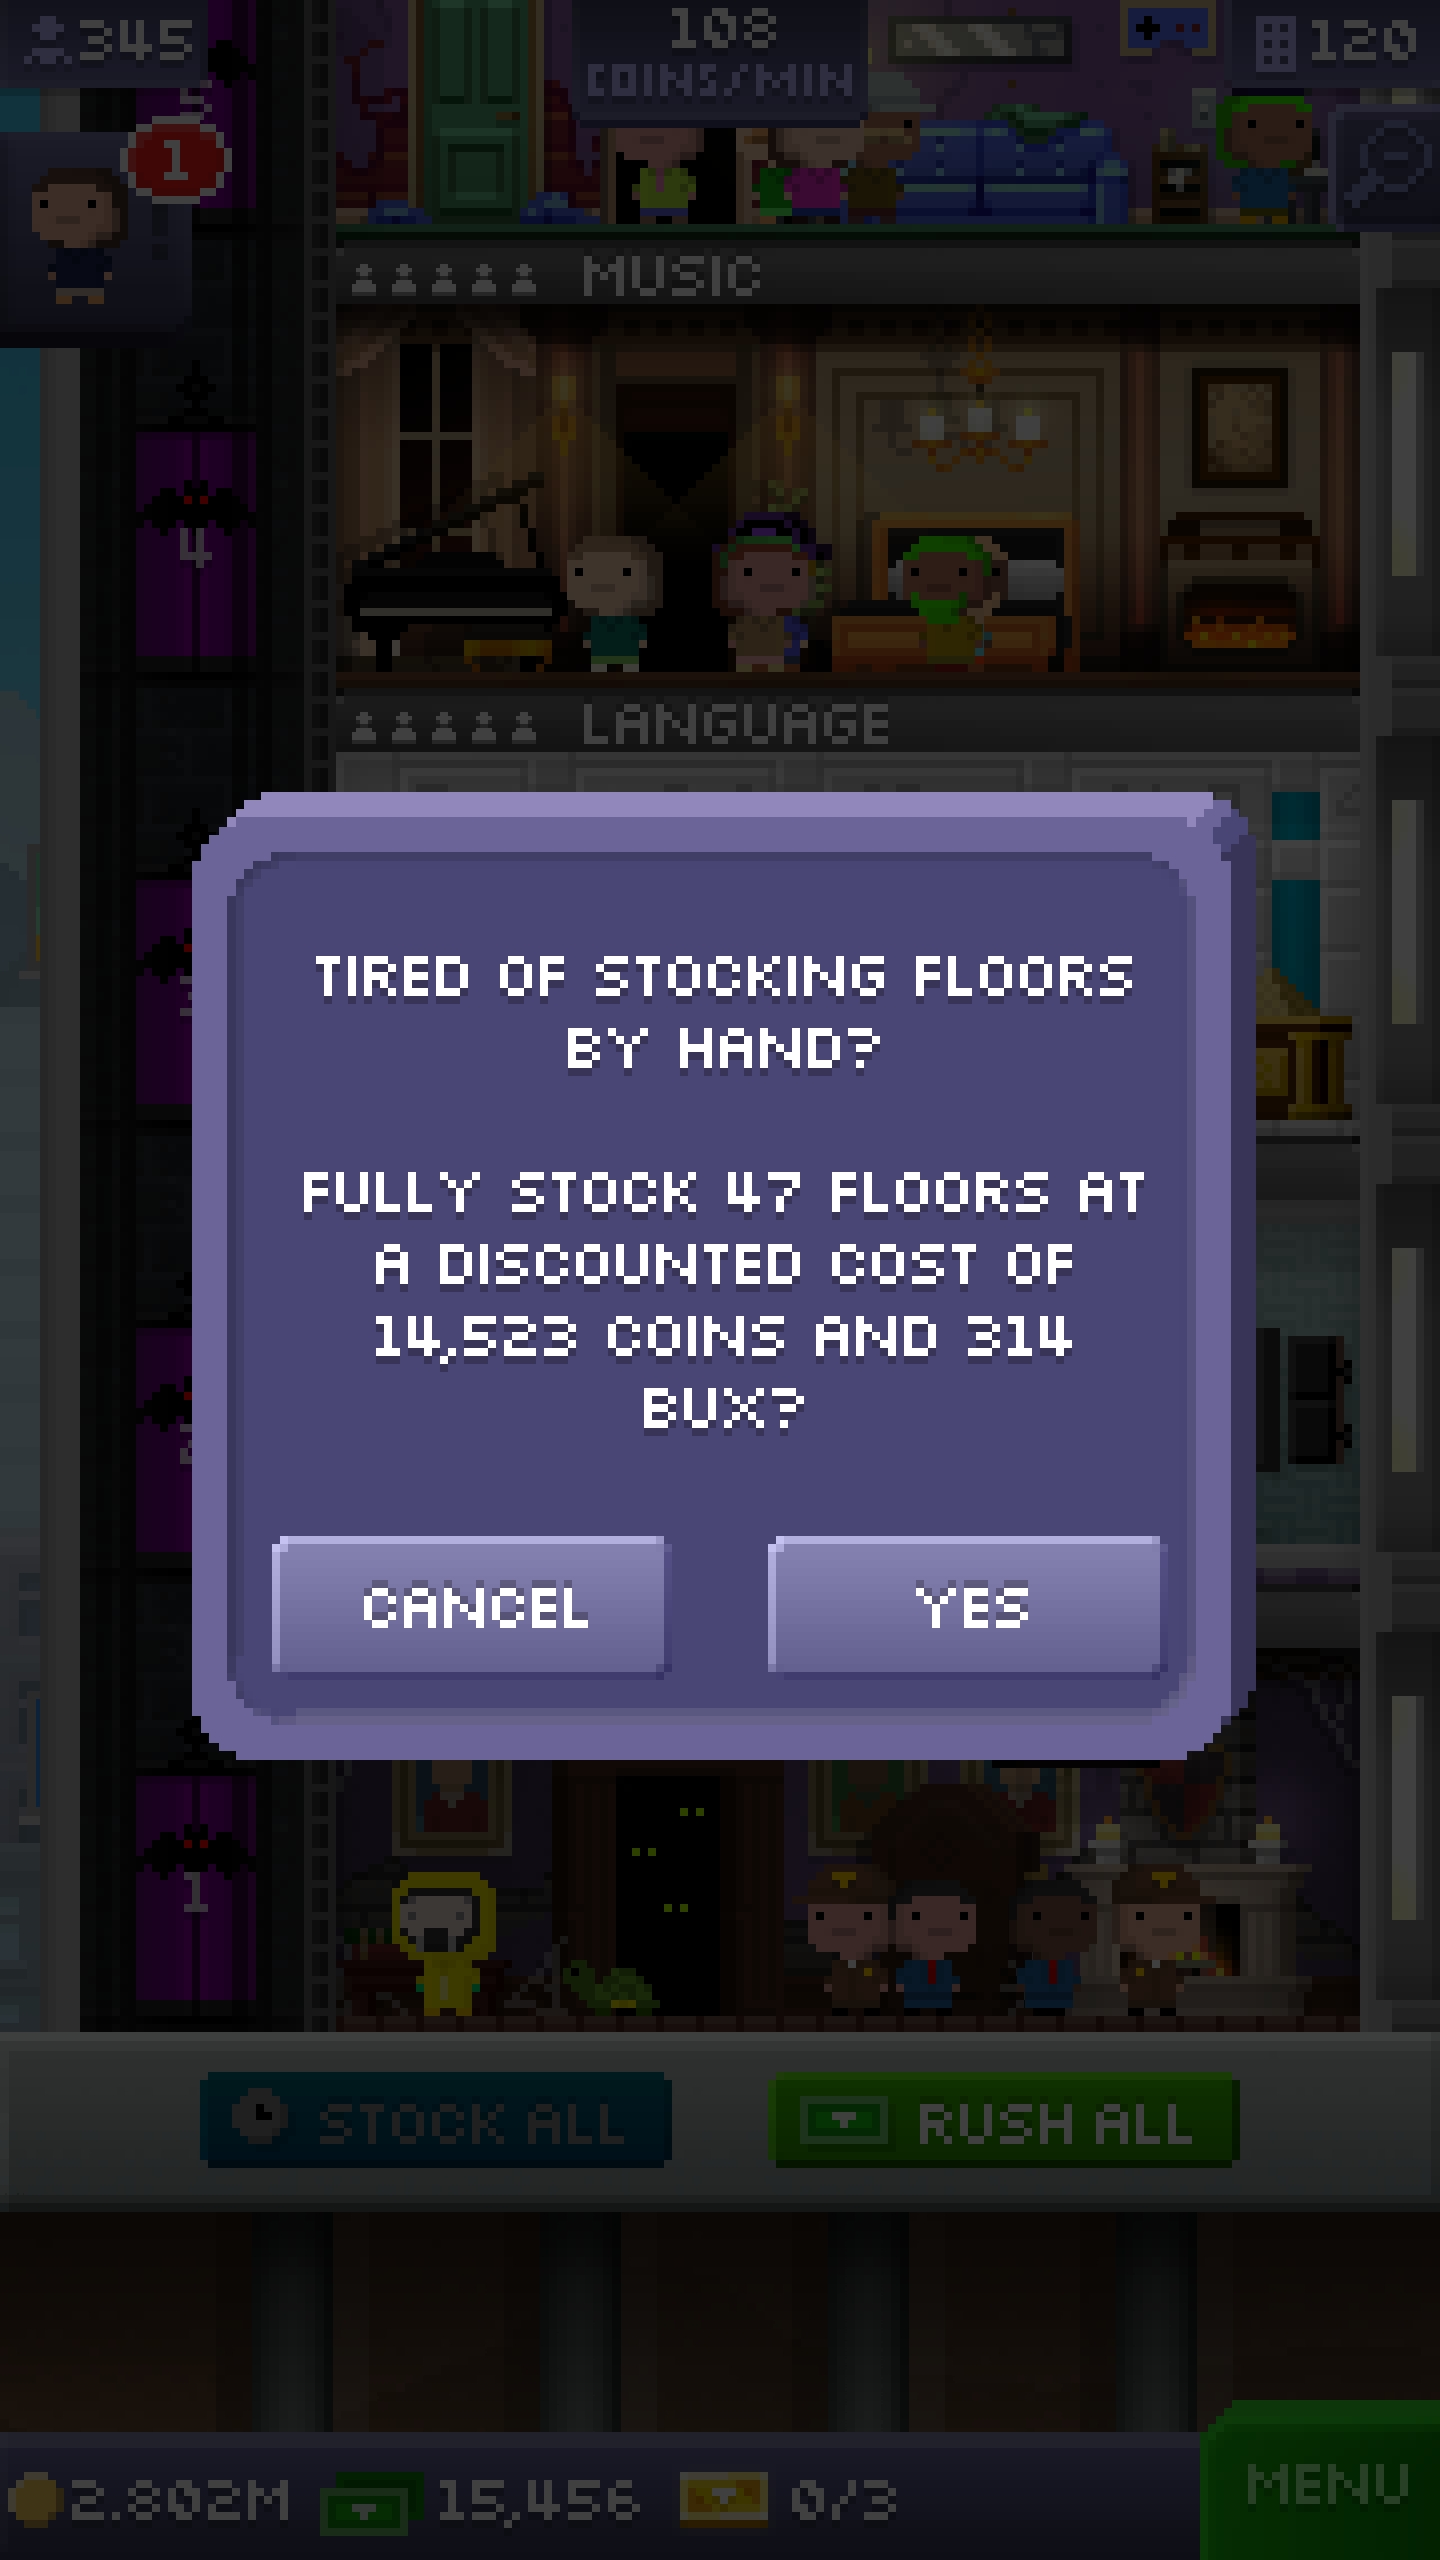 345
108
COINS/MIN
120
1
5
MUSIC
4
LANGUAGE
TIRED OF STOCKING FLOORS
BY HAND?
FULLY STOCK 47 FLOORS AT
A DISCOUNTED COST OF
14,523 COINS AND 314
BUX?
CANCEL
YES
1
STOCK ALL
RUSH ALL
2.802M
15,456
0/3
MENU